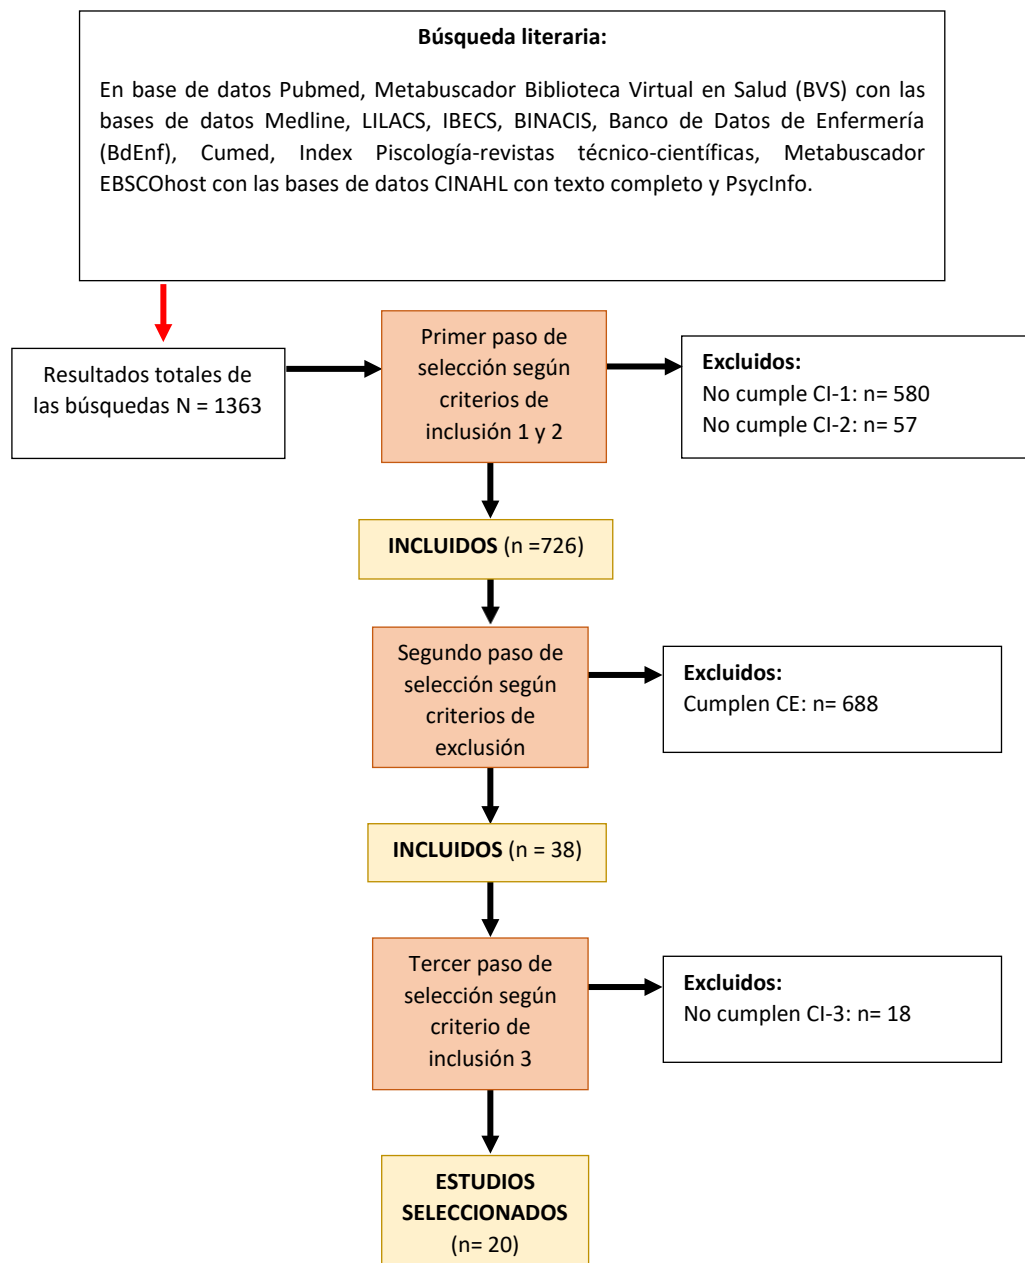 Búsqueda literaria:
En base de datos Pubmed, Metabuscador Biblioteca Virtual en Salud (BVS) con las
bases de datos Medline, LILACS, IBECS, BINACIS, Banco de Datos de Enfermería
(BdEnf), Cumed, Index Piscología-revistas técnico-científicas, Metabuscador
EBSCOhost con las bases de datos CINAHL con texto completo y PsycInfo.
Resultados totales de
las búsquedas N = 1363
Primer paso de
selección según
criterios de
inclusión 1 y 2
Excluidos:
No cumple CI-1: n= 580
No cumple CI-2: n= 57
INCLUIDOS (n =726)
Segundo paso de
selección según
criterios de
exclusión
Excluidos:
Cumplen CE: n= 688
INCLUIDOS (n = 38)
Tercer paso de
selección según
criterio de
inclusión 3
Excluidos:
No cumplen CI-3: n= 18
ESTUDIOS
SELECCIONADOS
(n= 20)